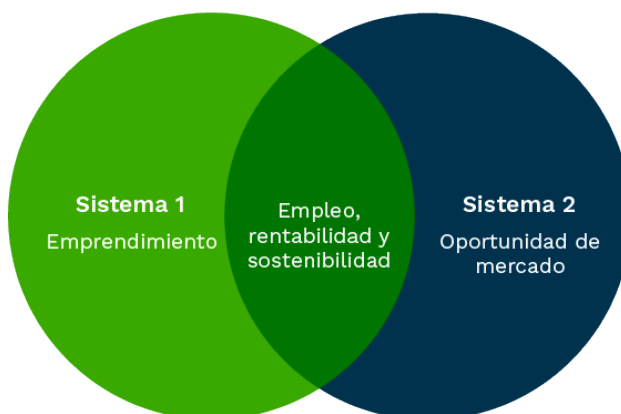 Sistema 1
Emprendimiento
Empleo,
rentabilidad y
sostenibilidad
Sistema 2
Oportunidad de
mercado